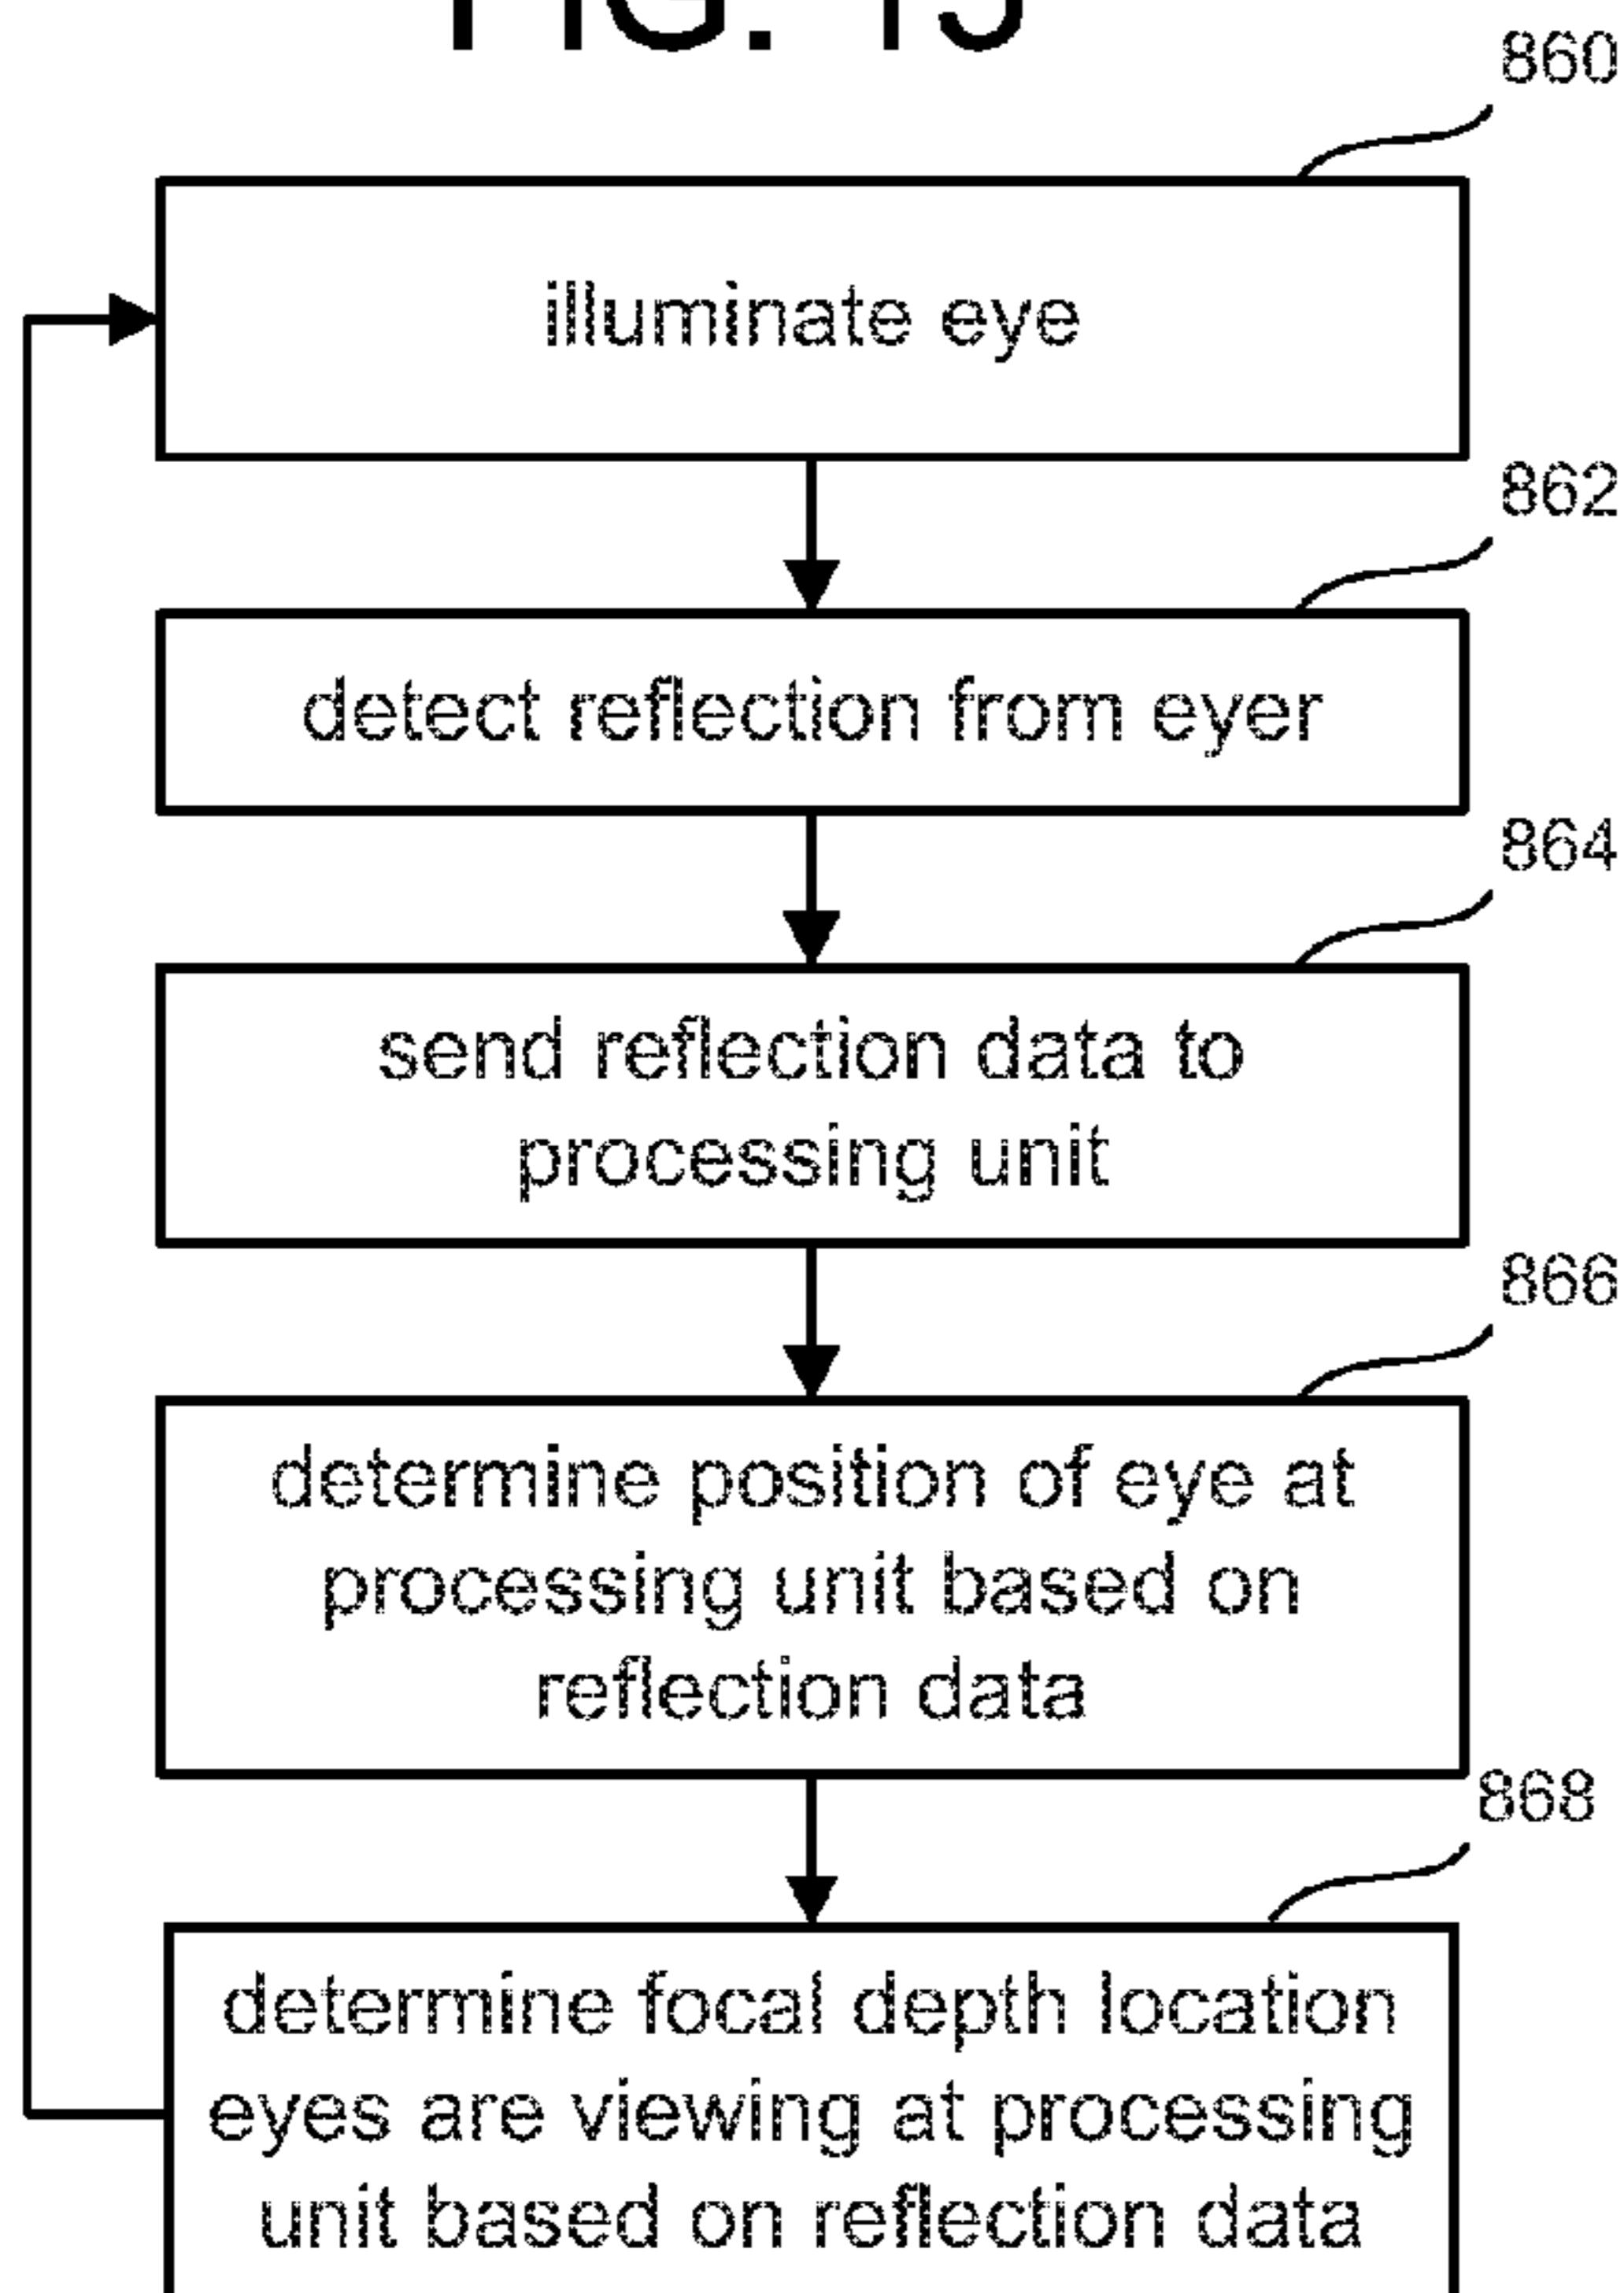 FIG. 15
860
illuminate eye
862
detect reflection from eyer
864
send reflection data to
processing unit
866
determine position of eye at
processing unit based on
reflection data
868
determine focal depth location
eyes are viewing at processing
unit based on reflection data